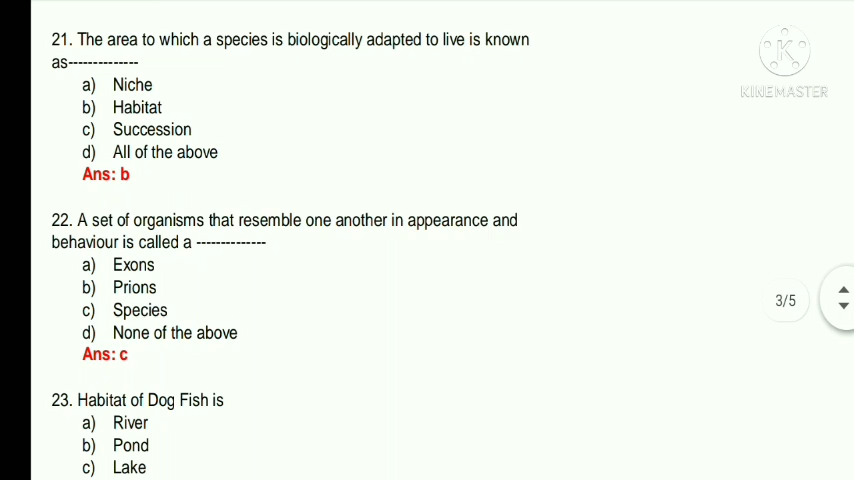 21. The area to which a species is biologically adapted to live is known
as--------------
a) Niche
b) Habitat
c) Succession
d) All of the above
Ans: b
22. A set of organisms that resemble one another in appearance and
behaviour is called a --------------
a) Exons
b) Prions
c) Species
d) None of the above
Ans: c
23. Habitat of Dog Fish is
a) River
b) Pond
c) Lake
K
KINEMASTER
3/5